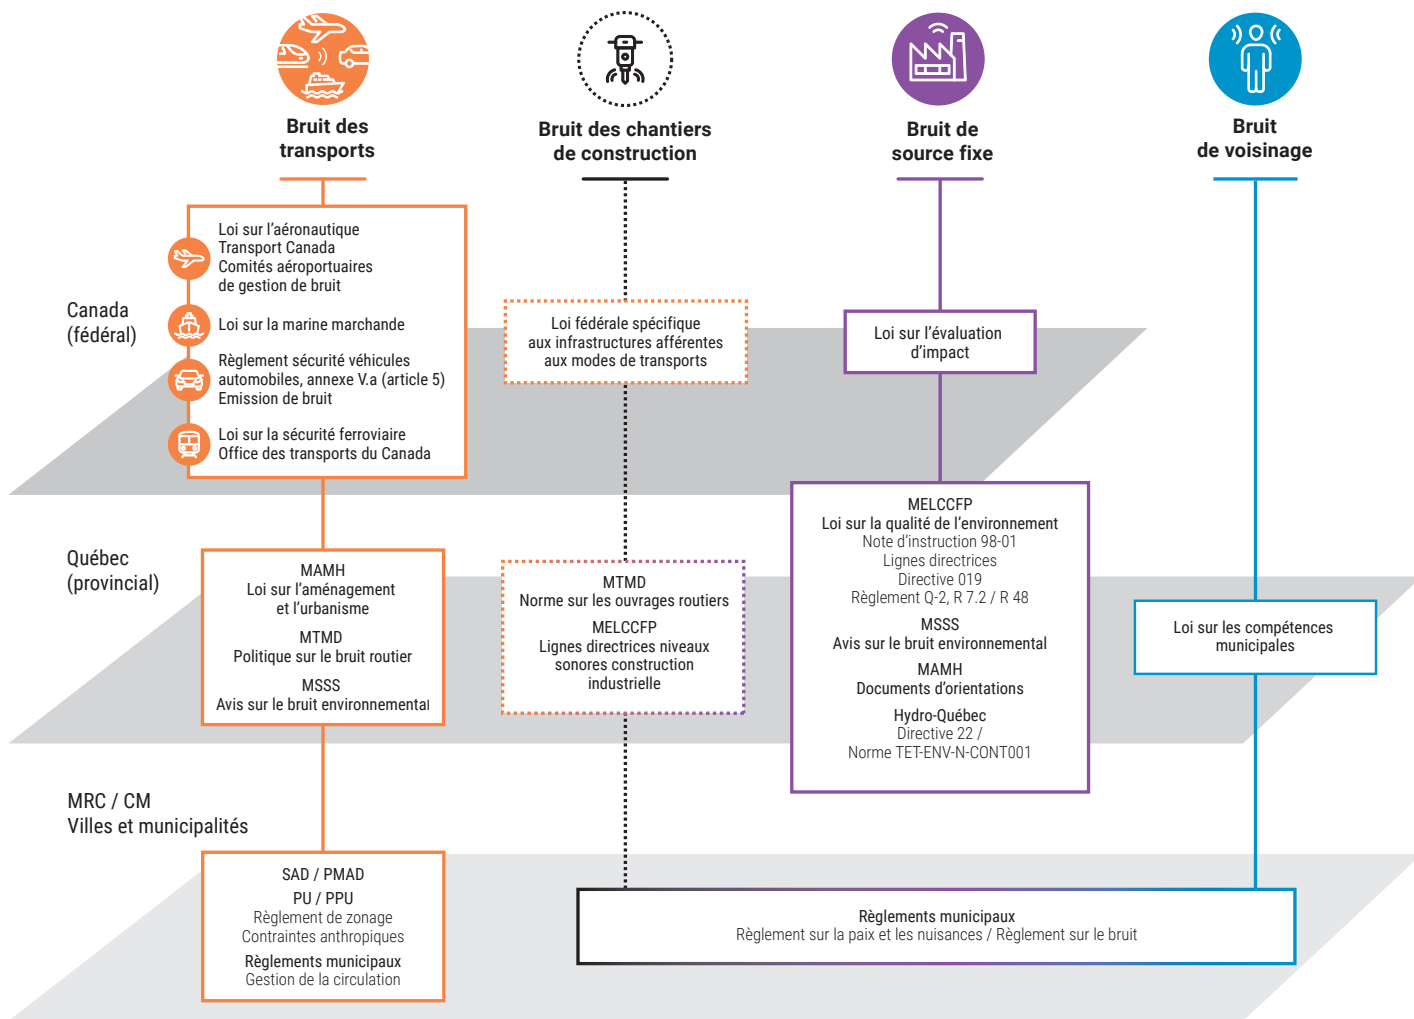 Bruit des
transports
Bruit des chantiers
de construction
Bruit de
source fixe
Bruit
de voisinage
Canada
(fédéral)
Loi sur l'aéronautique
Transport Canada
Comités aéroportuaires
de gestion de bruit
Loi sur la marine marchande
Règlement sécurité véhicules
automobiles, annexe V.a (article 5)
Emission de bruit
Loi sur la sécurité ferroviaire
Office des transports du Canada
Loi fédérale spécifique
aux infrastructures afférentes
aux modes de transports
Loi sur l'évaluation
d'impact
Québec
(provincial)
MAMH
Loi sur l'aménagement
et l'urbanisme
MTMD
Politique sur le bruit routier
MSSS
Avis sur le bruit environnemental
MTMD
Norme sur les ouvrages routiers
MELCCFP
Lignes directrices niveaux
sonores construction
industrielle
MELCCFP
Loi sur la qualité de l'environnement
Note d'instruction 98-01
Lignes directrices
Directive 019
Règlement Q-2, R 7.2 / R 48
MSSS
Avis sur le bruit environnemental
MAMH
Documents d'orientations
Hydro-Québec
Directive 22 /
Norme TET-ENV-N-CONT001
Loi sur les compétences
municipales
MRC / CM
Villes et municipalités
SAD / PMAD
PU / PPU
Règlement de zonage
Contraintes anthropiques
Règlements municipaux
Gestion de la circulation
Règlements municipaux
Règlement sur la paix et les nuisances / Règlement sur le bruit